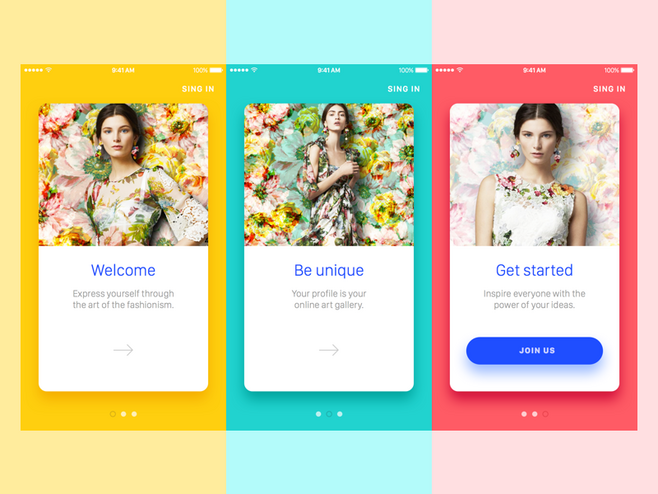 9:41 AM 100%
SING IN
Welcome
Express yourself through
the art of the fashionism.
9:41 AM 100%
SING IN
Be unique
Your profile is your
online art gallery.
9:41 AM 100%
SING IN
Get started
Inspire everyone with the
power of your ideas.
JOIN US